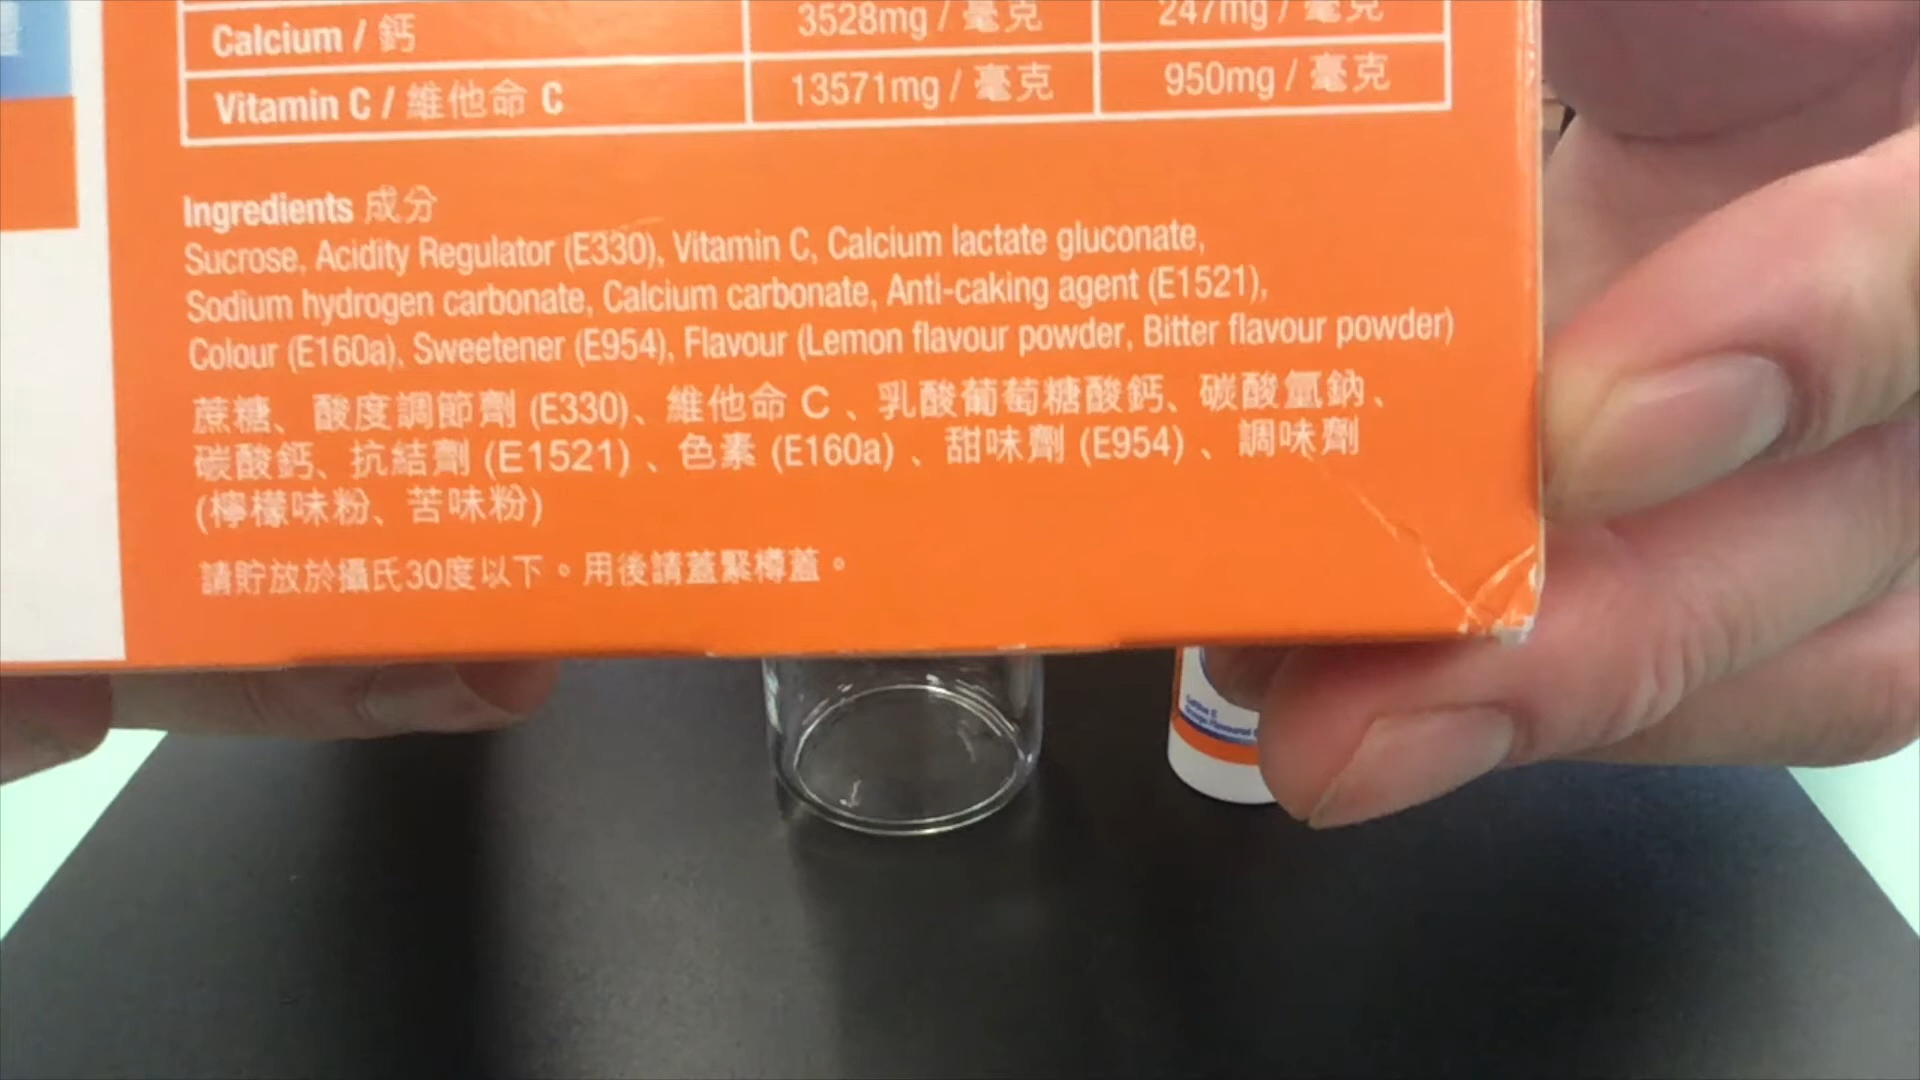 Calcium / 鈣 3528mg / 毫克 247mg / 毫克
Vitamin C / 維他命 C 13571mg / 毫克 950mg / 毫克
Ingredients 成分
Sucrose, Acidity Regulator (E330), Vitamin C, Calcium lactate gluconate,
Sodium hydrogen carbonate, Calcium carbonate, Anti-caking agent (E1521),
Colour (E160a), Sweetener (E954), Flavour (Lemon flavour powder, Bitter flavour powder)
蔗糖、酸度調節劑 (E330)、維他命 C 、乳酸葡萄糖酸鈣、碳酸氫鈉、
碳酸鈣、抗結劑 (E1521) 、色素 (E160a) 、甜味劑 (E954) 、調味劑
(檸檬味粉、苦味粉)
請貯放於攝氏30度以下。用後請蓋緊樽蓋。